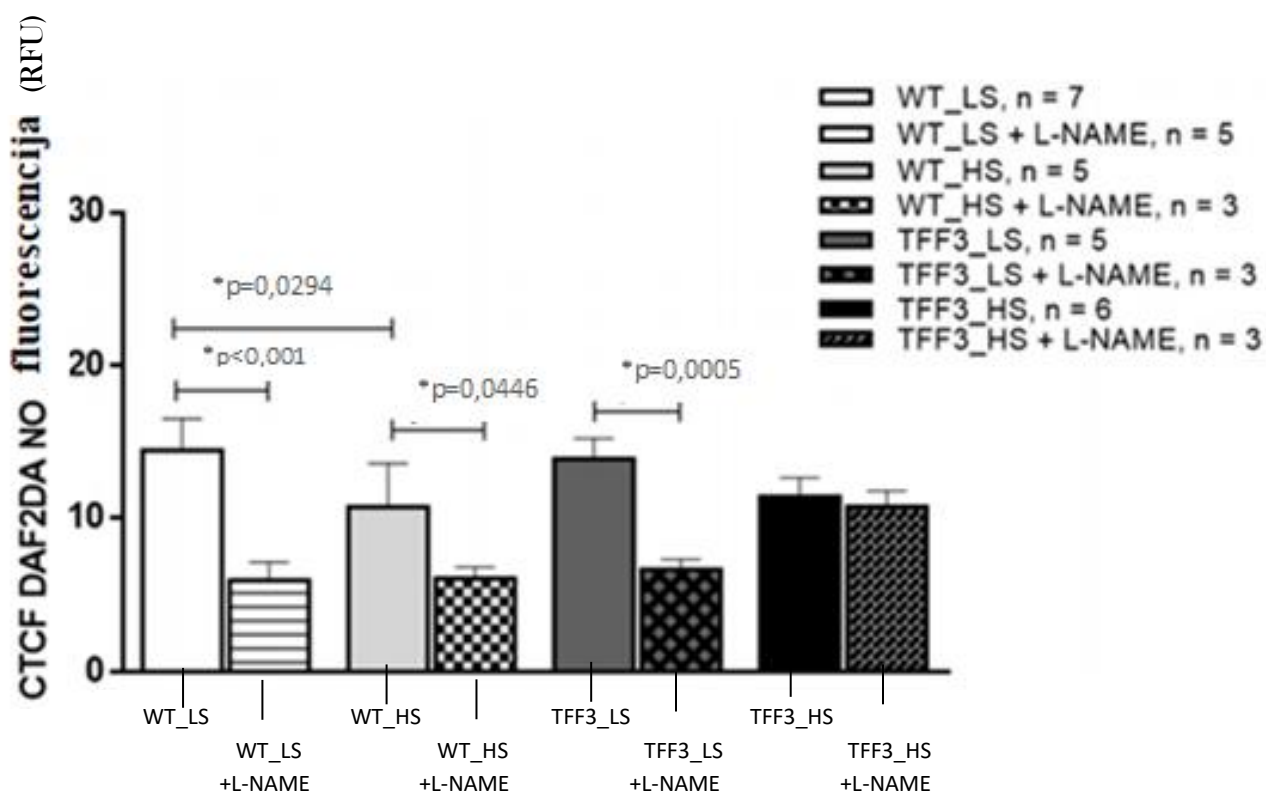 CTCF DAF2DA NO fluorescencija (RFU)
WT_LS, n = 7
WT_LS + L-NAME, n = 5
WT_HS, n = 5
WT_HS + L-NAME, n = 3
TFF3_LS, n = 5
TFF3_LS + L-NAME, n = 3
TFF3_HS, n = 6
TFF3_HS + L-NAME, n = 3
30
20
10
0
*p=0,0294
*p<0,001
*p=0,0446
*p=0,0005
WT_LS
WT_LS
+L-NAME
WT_HS
WT_HS
+L-NAME
TFF3_LS
TFF3_LS
+L-NAME
TFF3_HS
TFF3_HS
+L-NAME